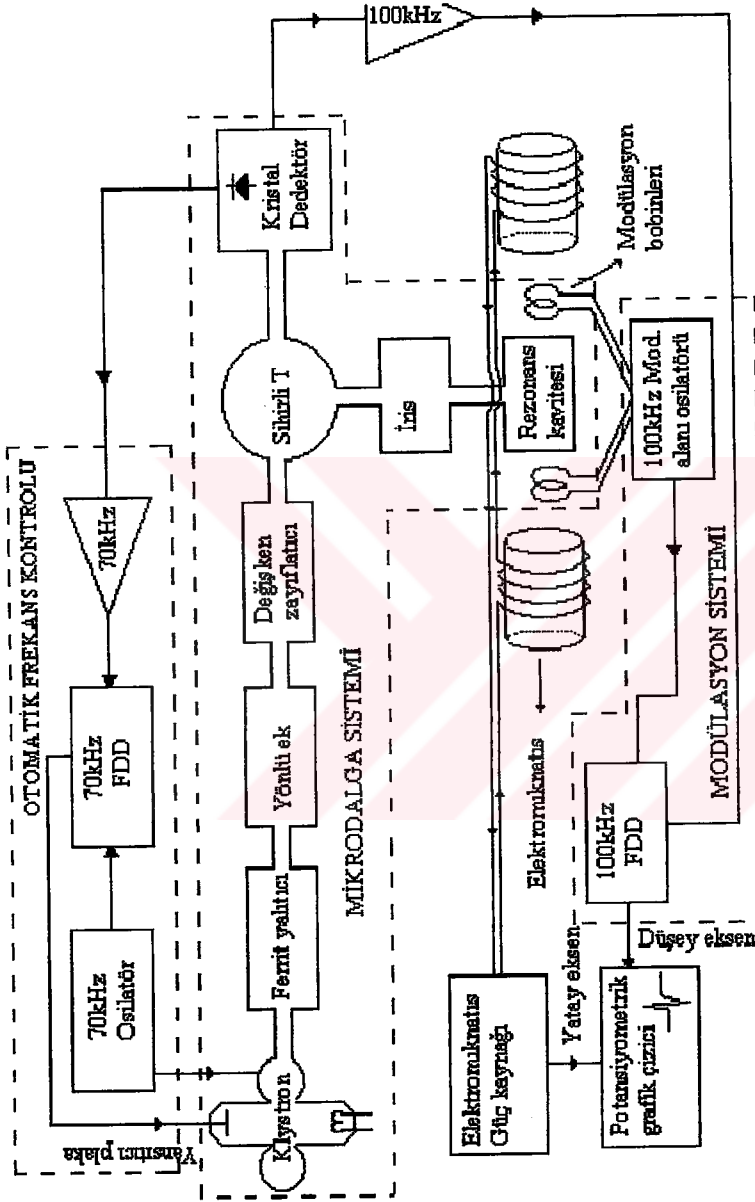 OTOMATİK FREKANS KONTROLU
70kHz
Osilatör
70kHz
FDD
70kHz
100kHz
Yansıtıcı plaka
Klystron
Ferrit yalıtıcı
Yönlü ek
Değişken
zayıflatıcı
Sihirli T
Kristal
Dedektör
MİKRODALGA SİSTEMİ
İris
Rezonans
kavitesi
Modülasyon
bobinleri
Elektromıknatıs
Elektromıknatıs
Güç kaynağı
Yatay eksen
Potansiyometrik
grafik çizici
Düşey eksen
100kHz
FDD
100kHz Mod.
alanı osilatörü
MODÜLASYON SİSTEMİ